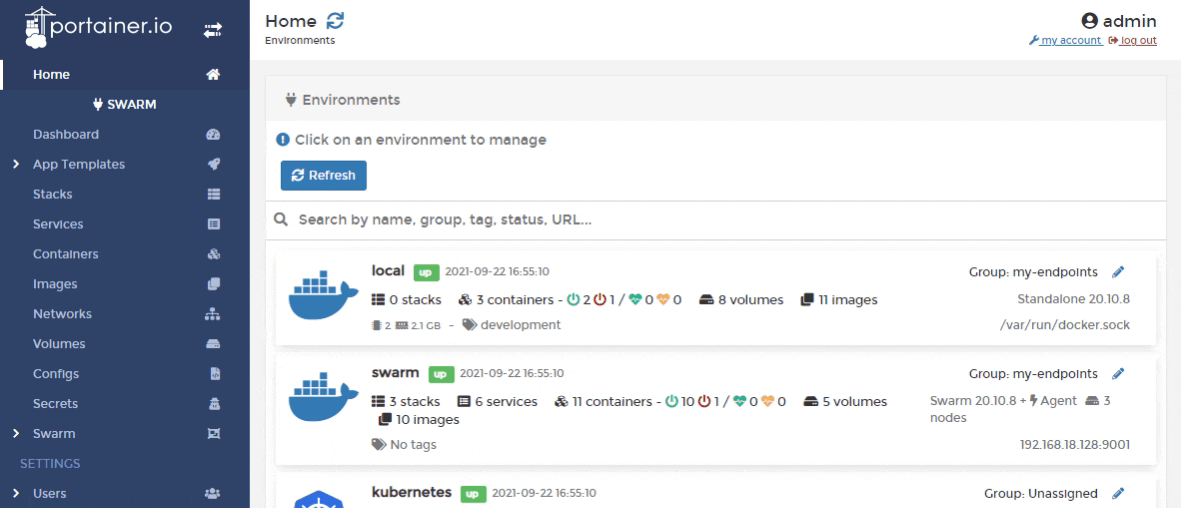 portainer.io
Home
SWARM
Dashboard
App Templates
Stacks
Services
Containers
Images
Networks
Volumes
Configs
Secrets
Swarm
SETTINGS
Users
Home
Environments
admin
my account log out
Environments
Click on an environment to manage
Refresh
Search by name, group, tag, status, URL...
local up 2021-09-22 16:55:10 Group: my-endpoints
0 stacks 3 containers - 2 1 / 0 0 8 volumes 11 images Standalone 20.10.8
2 2.1 GB - development /var/run/docker.sock
swarm up 2021-09-22 16:55:10 Group: my-endpoints
3 stacks 6 services 11 containers - 10 1 / 0 0 5 volumes
10 images
Swarm 20.10.8 + Agent 3
nodes
No tags 192.168.18.128:9001
kubernetes up 2021-09-22 16:55:10 Group: Unassigned